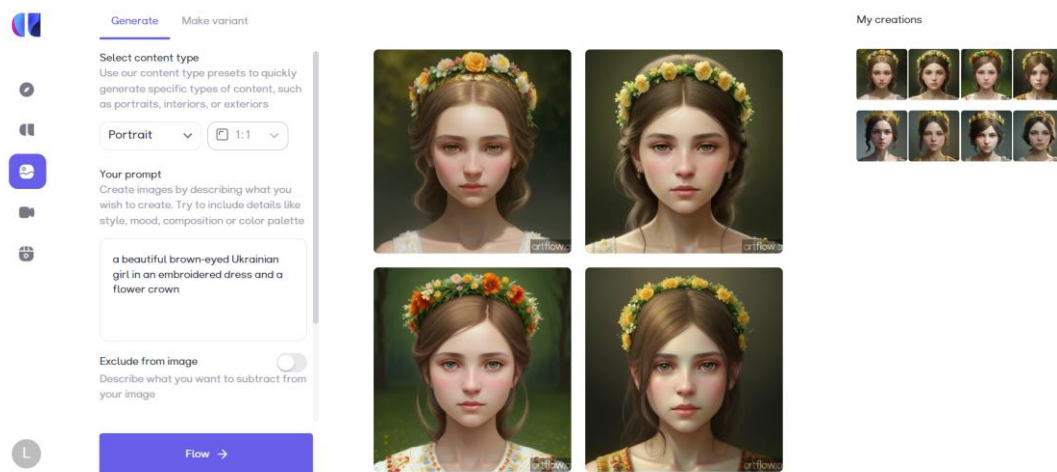 Generate
Make variant
My creations
Select content type
Use our content type presets to quickly
generate specific types of content, such
as portraits, interiors, or exteriors
Portrait
1:1
Your prompt
Create images by describing what you
wish to create. Try to include details like
style, mood, composition or color palette
a beautiful brown-eyed Ukrainian
girl in an embroidered dress and a
flower crown
Exclude from image
Describe what you want to subtract from
your image
L
Flow →
artflow.a
artflow.a
artflow.a
artflow.a